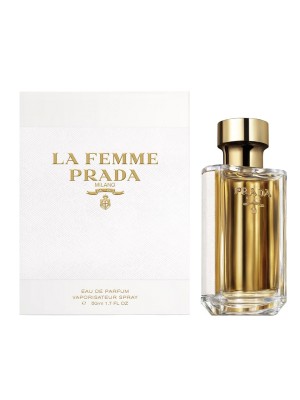 LA FEMME
PRADA
MILANO
EAU DE PARFUM
VAPORISATEUR SPRAY
PRADA